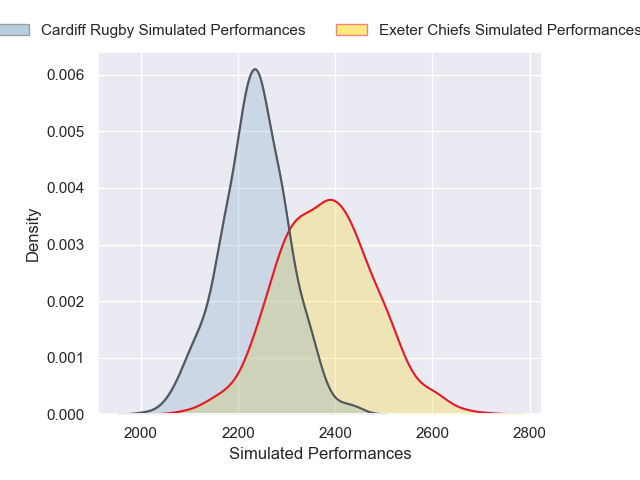 Cardiff Rugby Simulated Performances Exeter Chiefs Simulated Performances
0.006
0.005
0.004
0.003
0.002
0.001
0.000
Density
2000 2200 2400 2600 2800
Simulated Performances